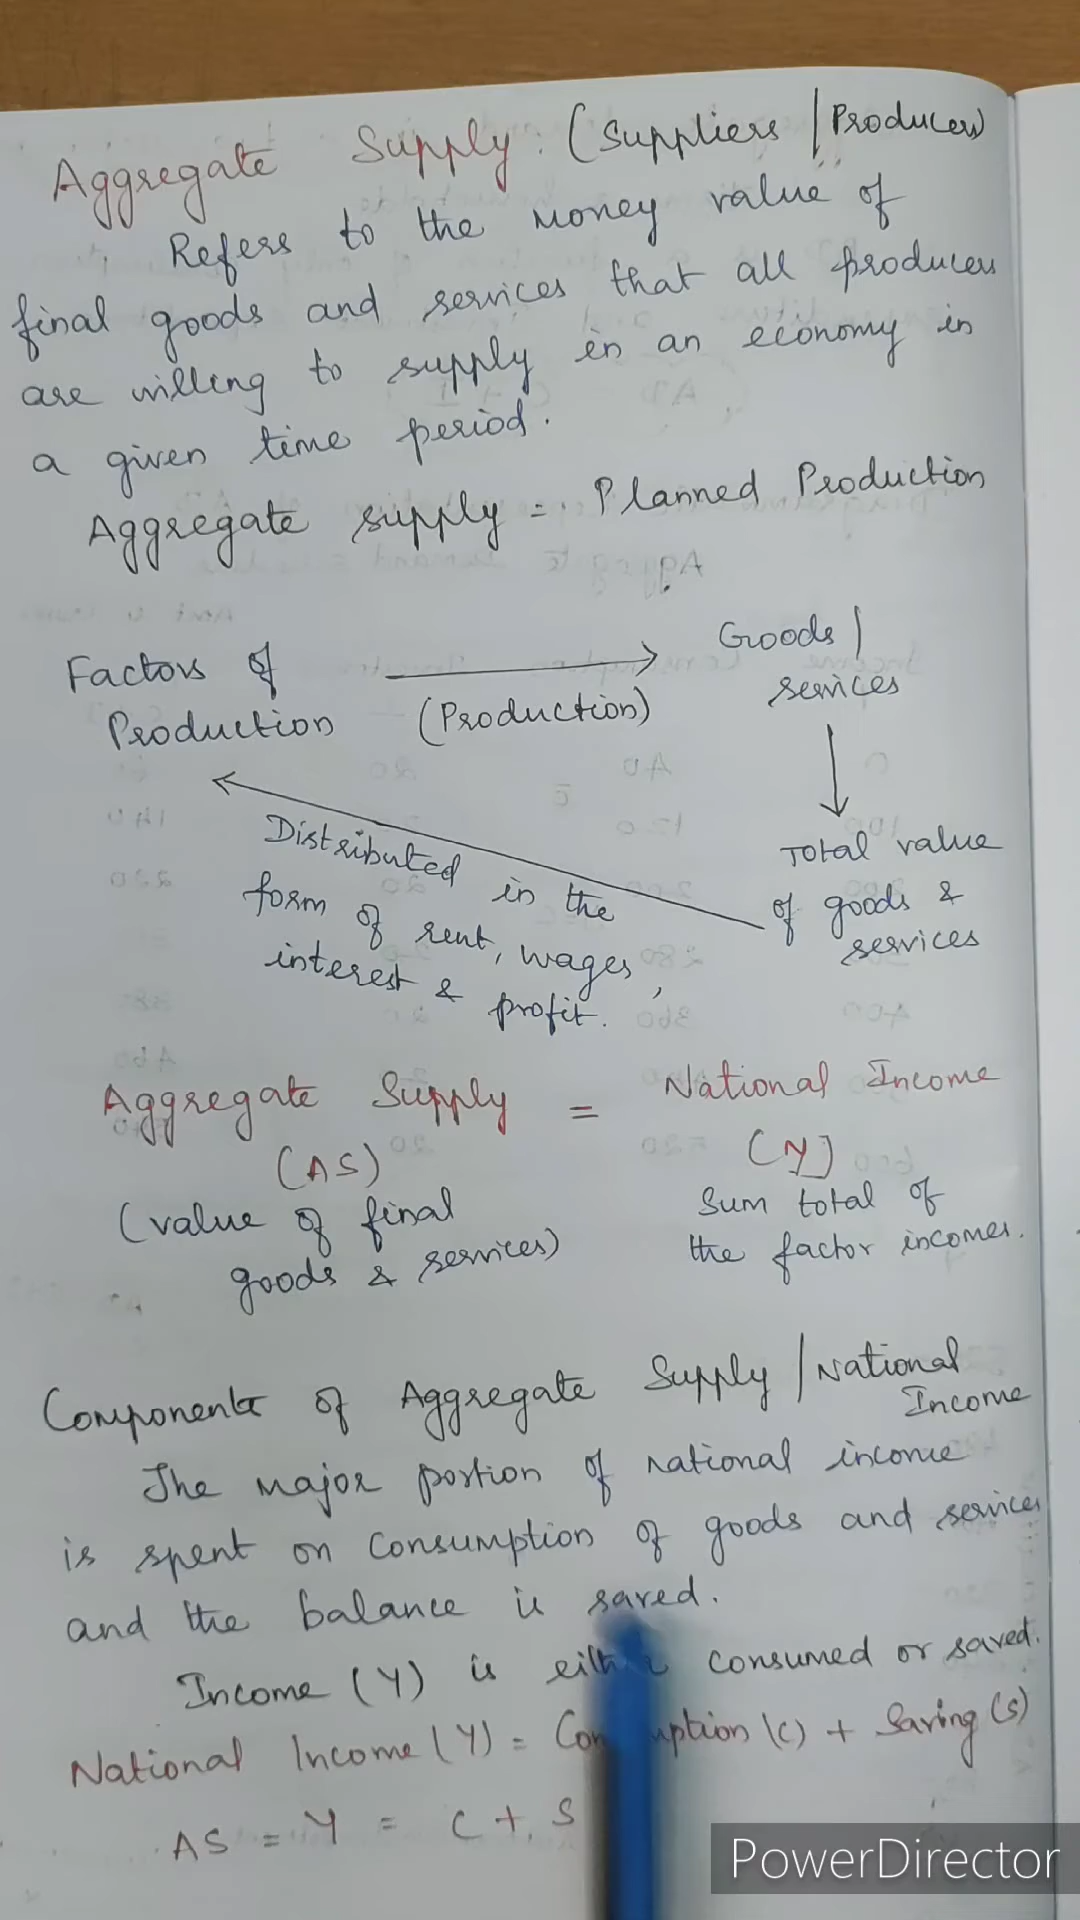 Aggregate Supply: (Suppliers / Producers)
Refers to the money value of
final goods and services that all producers
are willing to supply in an economy in
a given time period.
Aggregate supply = Planned Production
Factors of
Production
(Production)
Goods /
services
Total value
of goods &
services
Distributed in the
form of rent, wages,
interest & profit.
Aggregate Supply = National Income
(AS) (Y)
(value of final
goods & services)
Sum total of
the factor incomes.
Components of Aggregate Supply / National
Income
The major portion of national income
is spent on consumption of goods and services
and the balance is saved.
Income (Y) is either consumed or saved.
National Income (Y) = Consumption (C) + Saving (S)
AS = Y = C + S
PowerDirector